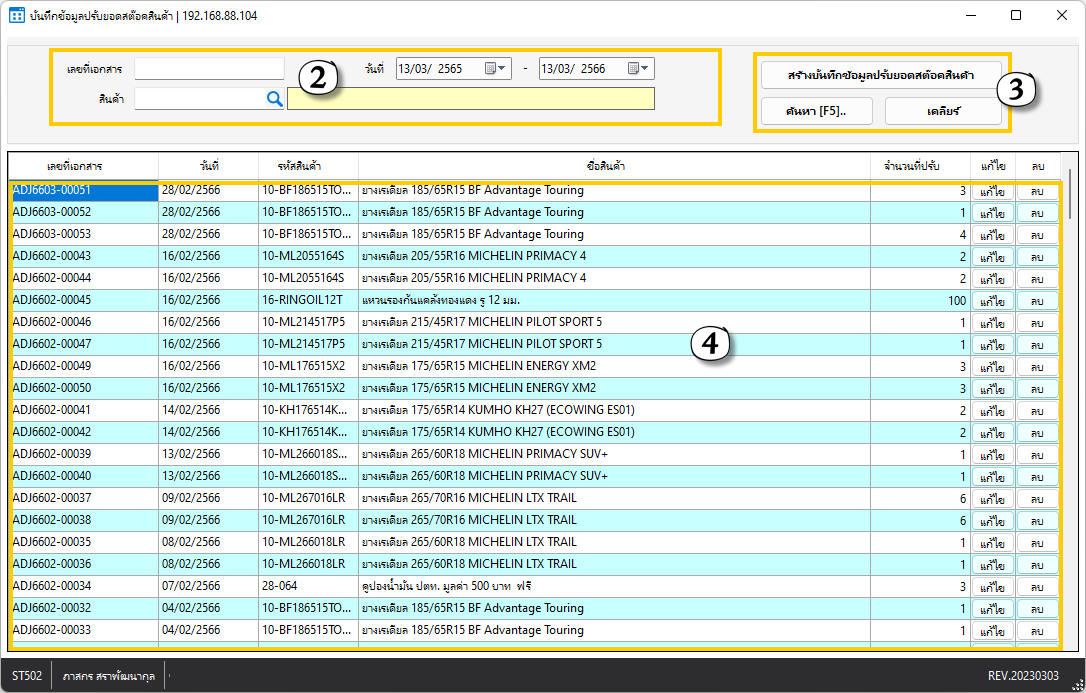 บันทึกข้อมูลปรับยอดสต๊อคสินค้า | 192.168.88.104
เลขที่เอกสาร วันที่ 13/03/ 2565 - 13/03/ 2566
2
สินค้า
สร้างบันทึกข้อมูลปรับยอดสต๊อคสินค้า
3
ค้นหา [F5].. เคลียร์
เลขที่เอกสาร วันที่ รหัสสินค้า ชื่อสินค้า จำนวนที่ปรับ แก้ไข ลบ
ADJ6603-00051 28/02/2566 10-BF186515TO... ยางเรเดียล 185/65R15 BF Advantage Touring 3 แก้ไข ลบ
ADJ6603-00052 28/02/2566 10-BF186515TO... ยางเรเดียล 185/65R15 BF Advantage Touring 1 แก้ไข ลบ
ADJ6603-00053 28/02/2566 10-BF186515TO... ยางเรเดียล 185/65R15 BF Advantage Touring 4 แก้ไข ลบ
ADJ6602-00043 16/02/2566 10-ML2055164S ยางเรเดียล 205/55R16 MICHELIN PRIMACY 4 2 แก้ไข ลบ
ADJ6602-00044 16/02/2566 10-ML2055164S ยางเรเดียล 205/55R16 MICHELIN PRIMACY 4 2 แก้ไข ลบ
ADJ6602-00045 16/02/2566 16-RINGOIL12T แหวนรองก้นแคล้งทองแดง รู 12 มม. 100 แก้ไข ลบ
ADJ6602-00046 16/02/2566 10-ML214517P5 ยางเรเดียล 215/45R17 MICHELIN PILOT SPORT 5 1 แก้ไข ลบ
ADJ6602-00047 16/02/2566 10-ML214517P5 ยางเรเดียล 215/45R17 MICHELIN PILOT SPORT 5 1 แก้ไข ลบ
4
ADJ6602-00049 16/02/2566 10-ML176515X2 ยางเรเดียล 175/65R15 MICHELIN ENERGY XM2 3 แก้ไข ลบ
ADJ6602-00050 16/02/2566 10-ML176515X2 ยางเรเดียล 175/65R15 MICHELIN ENERGY XM2 3 แก้ไข ลบ
ADJ6602-00041 14/02/2566 10-KH176514K... ยางเรเดียล 175/65R14 KUMHO KH27 (ECOWING ES01) 2 แก้ไข ลบ
ADJ6602-00042 14/02/2566 10-KH176514K... ยางเรเดียล 175/65R14 KUMHO KH27 (ECOWING ES01) 2 แก้ไข ลบ
ADJ6602-00039 13/02/2566 10-ML266018S... ยางเรเดียล 265/60R18 MICHELIN PRIMACY SUV+ 1 แก้ไข ลบ
ADJ6602-00040 13/02/2566 10-ML266018S... ยางเรเดียล 265/60R18 MICHELIN PRIMACY SUV+ 1 แก้ไข ลบ
ADJ6602-00037 09/02/2566 10-ML267016LR ยางเรเดียล 265/70R16 MICHELIN LTX TRAIL 6 แก้ไข ลบ
ADJ6602-00038 09/02/2566 10-ML267016LR ยางเรเดียล 265/70R16 MICHELIN LTX TRAIL 6 แก้ไข ลบ
ADJ6602-00035 08/02/2566 10-ML266018LR ยางเรเดียล 265/60R18 MICHELIN LTX TRAIL 1 แก้ไข ลบ
ADJ6602-00036 08/02/2566 10-ML266018LR ยางเรเดียล 265/60R18 MICHELIN LTX TRAIL 1 แก้ไข ลบ
ADJ6602-00034 07/02/2566 28-064 คูปองน้ำมัน ปตท. มูลค่า 500 บาท ฟรี 3 แก้ไข ลบ
ADJ6602-00032 04/02/2566 10-BF186515TO... ยางเรเดียล 185/65R15 BF Advantage Touring 1 แก้ไข ลบ
ADJ6602-00033 04/02/2566 10-BF186515TO... ยางเรเดียล 185/65R15 BF Advantage Touring 1 แก้ไข ลบ
ST502 ภาสกร สราพัฒนากุล REV.20230303